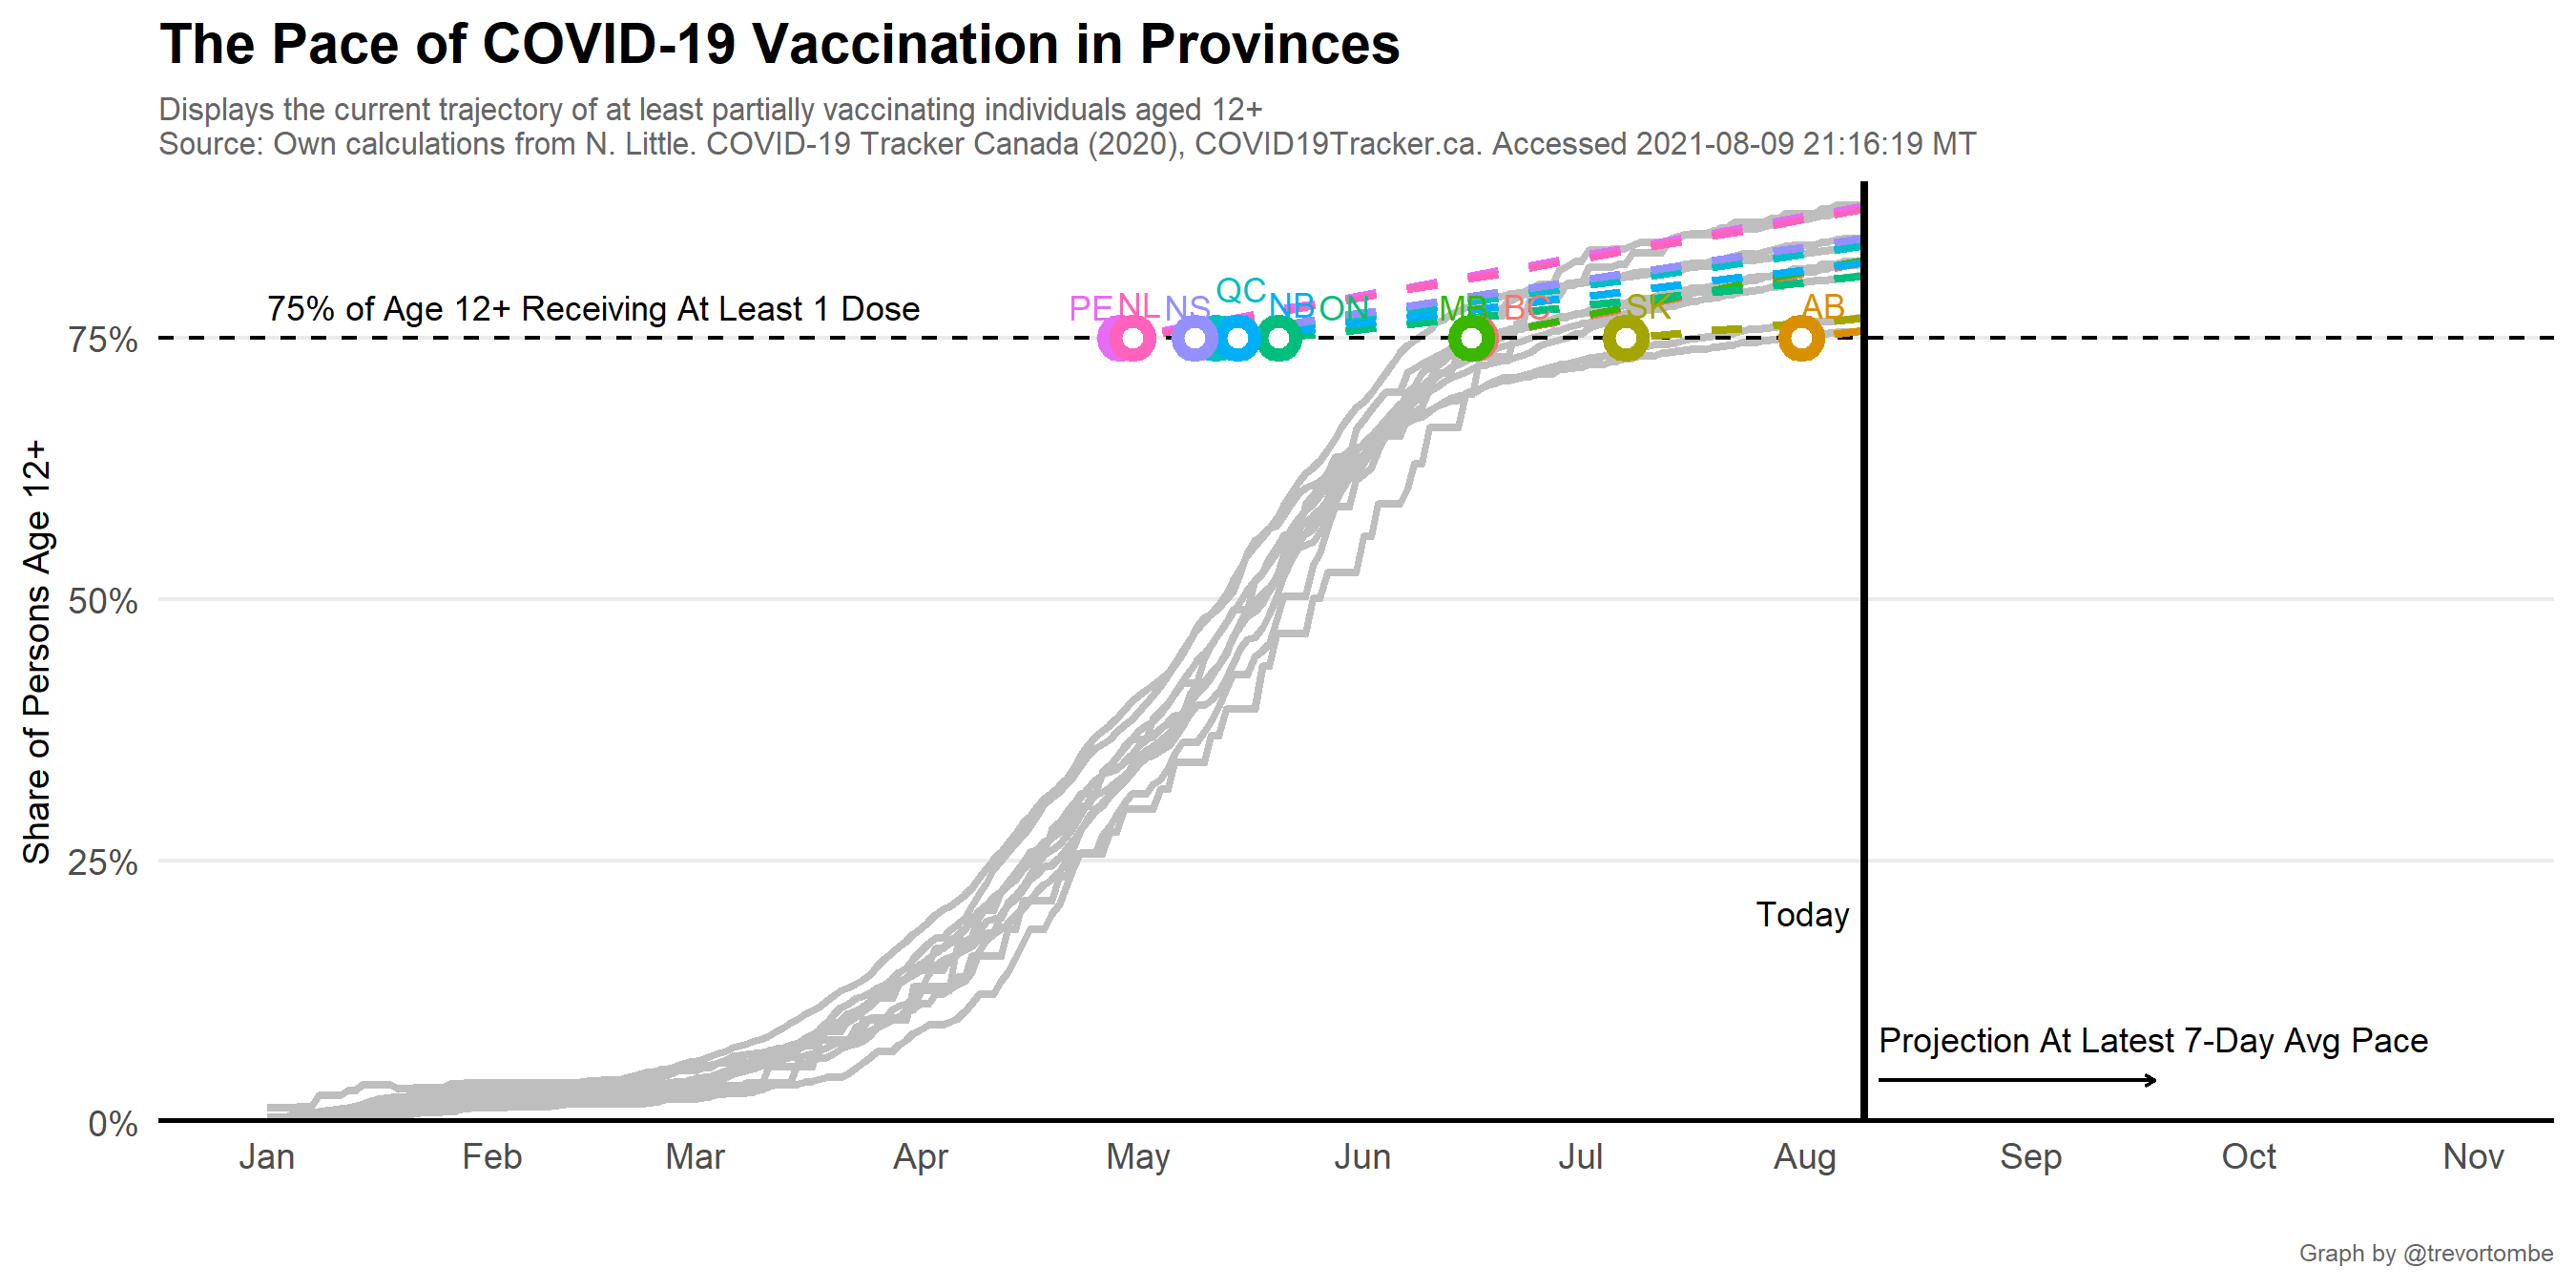 The Pace of COVID-19 Vaccination in Provinces
Displays the current trajectory of at least partially vaccinating individuals aged 12+
Source: Own calculations from N. Little. COVID-19 Tracker Canada (2020), COVID19Tracker.ca. Accessed 2021-08-09 21:16:19 MT
75% of Age 12+ Receiving At Least 1 Dose
PE NL NS QC NB ON MB BC SK AB
75%
50%
25%
0%
Share of Persons Age 12+
Today
Projection At Latest 7-Day Avg Pace
Jan Feb Mar Apr May Jun Jul Aug Sep Oct Nov
Graph by @trevortombe